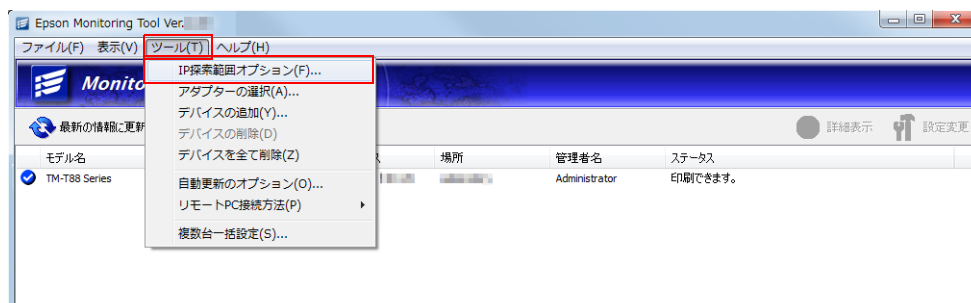 Epson Monitoring Tool Ver.
ファイル(F) 表示(V) ツール(T) ヘルプ(H)
Monito
IP探索範囲オプション(F)...
アダプターの選択(A)...
デバイスの追加(Y)...
デバイスの削除(D)
デバイスを全て削除(Z)
自動更新のオプション(O)...
リモートPC接続方法(P)
複数台一括設定(S)...
最新の情報に更新
詳細表示 設定変更
モデル名 場所 管理者名 ステータス
TM-T88 Series Administrator 印刷できます。